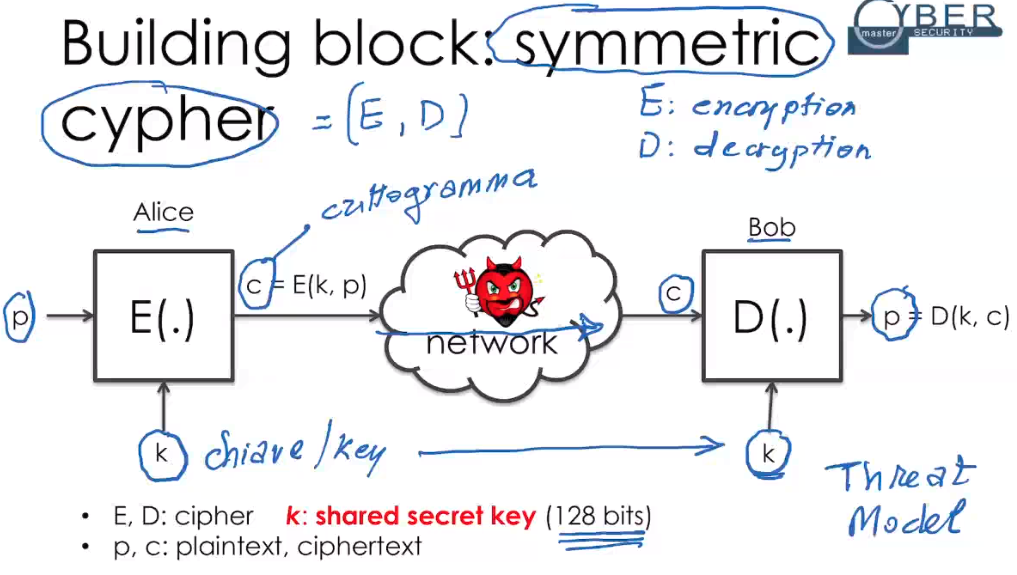 Building block: symmetric
cypher = (E, D)
CYBER
master SECURITY
E: encryption
D: decryption
crittogramma
Alice
Bob
p
E(.)
c = E(k, p)
network
c
D(.)
p = D(k, c)
k chiave/key
k
Threat
Model
• E, D: cipher k: shared secret key (128 bits)
• p, c: plaintext, ciphertext